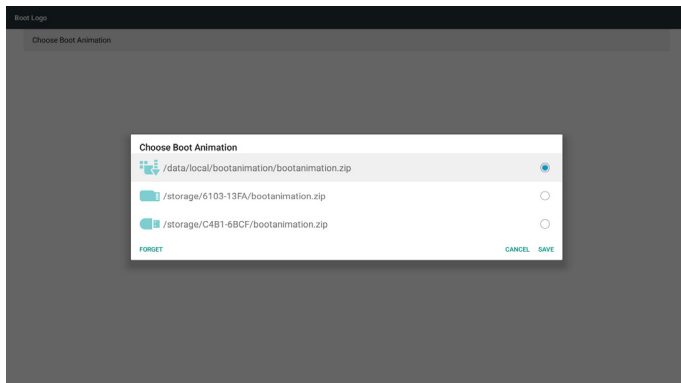 Boot Logo
Choose Boot Animation
Choose Boot Animation
/data/local/bootanimation/bootanimation.zip
/storage/6103-13FA/bootanimation.zip
/storage/C4B1-6BCF/bootanimation.zip
FORGET CANCEL SAVE